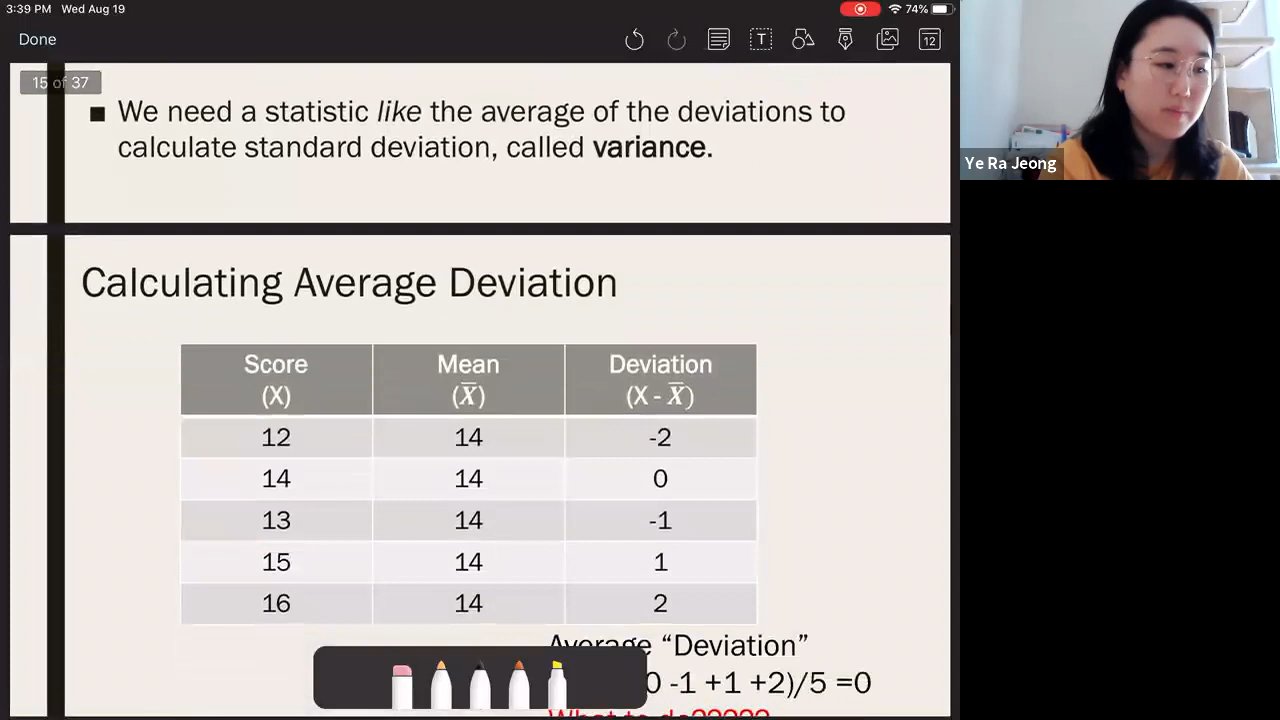 3:39 PM Wed Aug 19
74%
Done
T
12
15 of 37
■ We need a statistic like the average of the deviations to
calculate standard deviation, called variance.
Ye Ra Jeong
Calculating Average Deviation
Score Mean Deviation
(X) (X̅) (X - X̅)
12 14 -2
14 14 0
13 14 -1
15 14 1
16 14 2
Average “Deviation”
0 -1 +1 +2)/5 =0
What to do?????